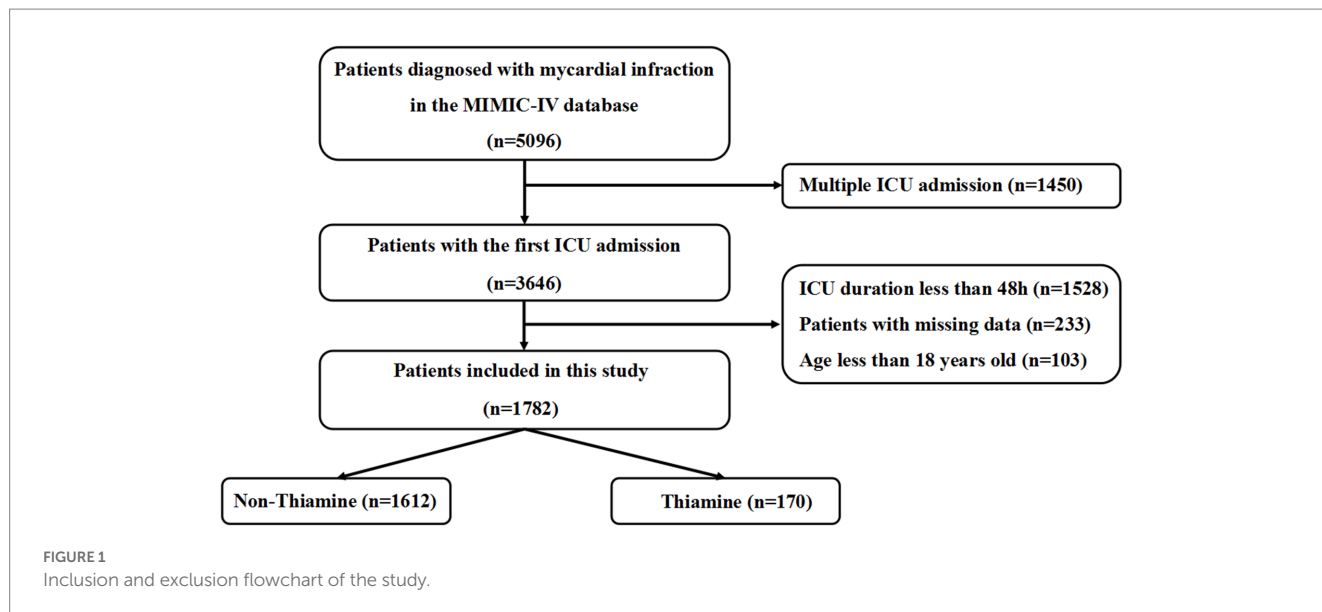 Patients diagnosed with mycardial infraction
in the MIMIC-IV database
(n=5096)
Multiple ICU admission (n=1450)
Patients with the first ICU admission
(n=3646)
ICU duration less than 48h (n=1528)
Patients with missing data (n=233)
Age less than 18 years old (n=103)
Patients included in this study
(n=1782)
Non-Thiamine (n=1612)
Thiamine (n=170)
FIGURE 1
Inclusion and exclusion flowchart of the study.